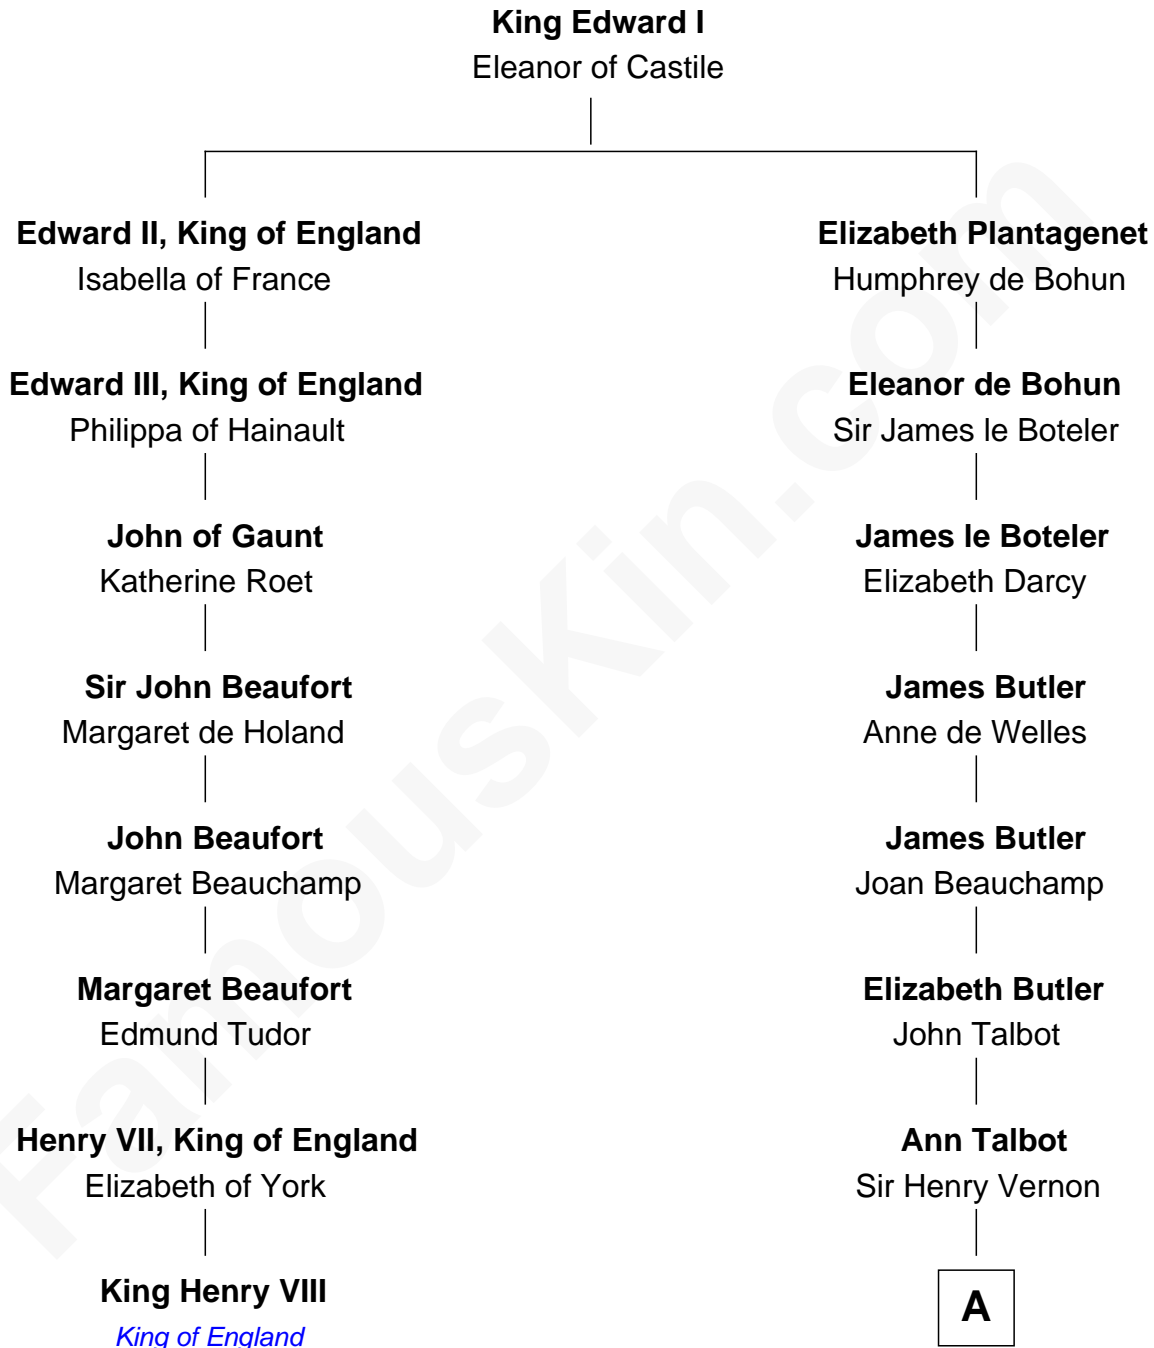 King Edward I
Eleanor of Castile
Edward II, King of England
Isabella of France
Edward III, King of England
Philippa of Hainault
John of Gaunt
Katherine Roet
Sir John Beaufort
Margaret de Holand
John Beaufort
Margaret Beauchamp
Margaret Beaufort
Edmund Tudor
Henry VII, King of England
Elizabeth of York
King Henry VIII
King of England
Elizabeth Plantagenet
Humphrey de Bohun
Eleanor de Bohun
Sir James le Boteler
James le Boteler
Elizabeth Darcy
James Butler
Anne de Welles
James Butler
Joan Beauchamp
Elizabeth Butler
John Talbot
Ann Talbot
Sir Henry Vernon
A
FamousKin.com